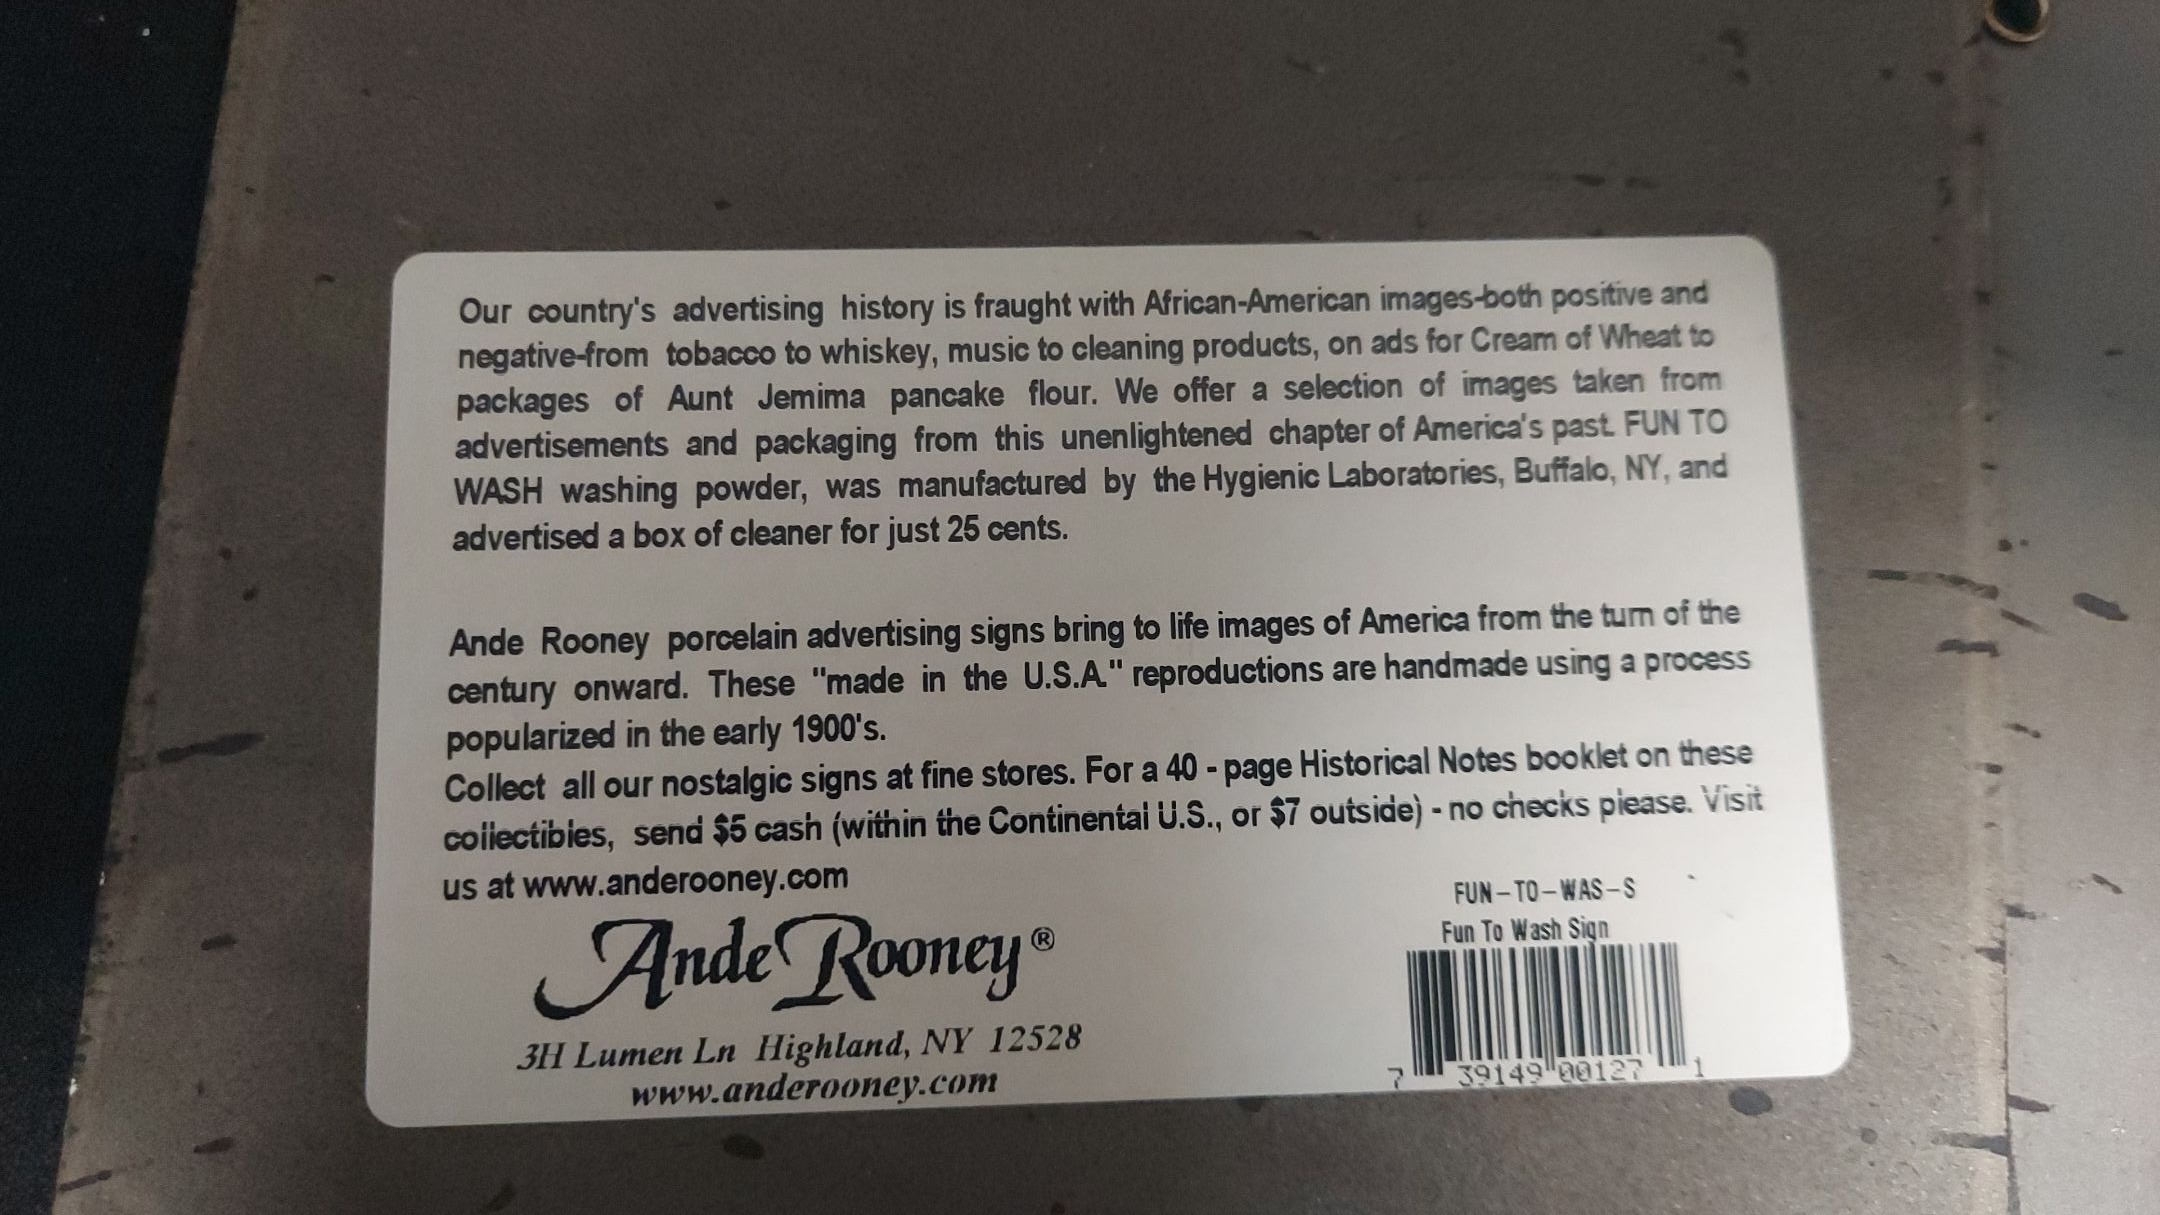 Our country's advertising history is fraught with African-American images-both positive and
negative-from tobacco to whiskey, music to cleaning products, on ads for Cream of Wheat to
packages of Aunt Jemima pancake flour. We offer a selection of images taken from
advertisements and packaging from this unenlightened chapter of America's past. FUN TO
WASH washing powder, was manufactured by the Hygienic Laboratories, Buffalo, NY, and
advertised a box of cleaner for just 25 cents.
Ande Rooney porcelain advertising signs bring to life images of America from the turn of the
century onward. These "made in the U.S.A." reproductions are handmade using a process
popularized in the early 1900's.
Collect all our nostalgic signs at fine stores. For a 40 - page Historical Notes booklet on these
collectibles, send $5 cash (within the Continental U.S., or $7 outside) - no checks please. Visit
us at www.anderooney.com
Ande Rooney®
3H Lumen Ln Highland, NY 12528
www.anderooney.com
FUN-TO-WAS-S
Fun To Wash Sign
7 39149 00127 1